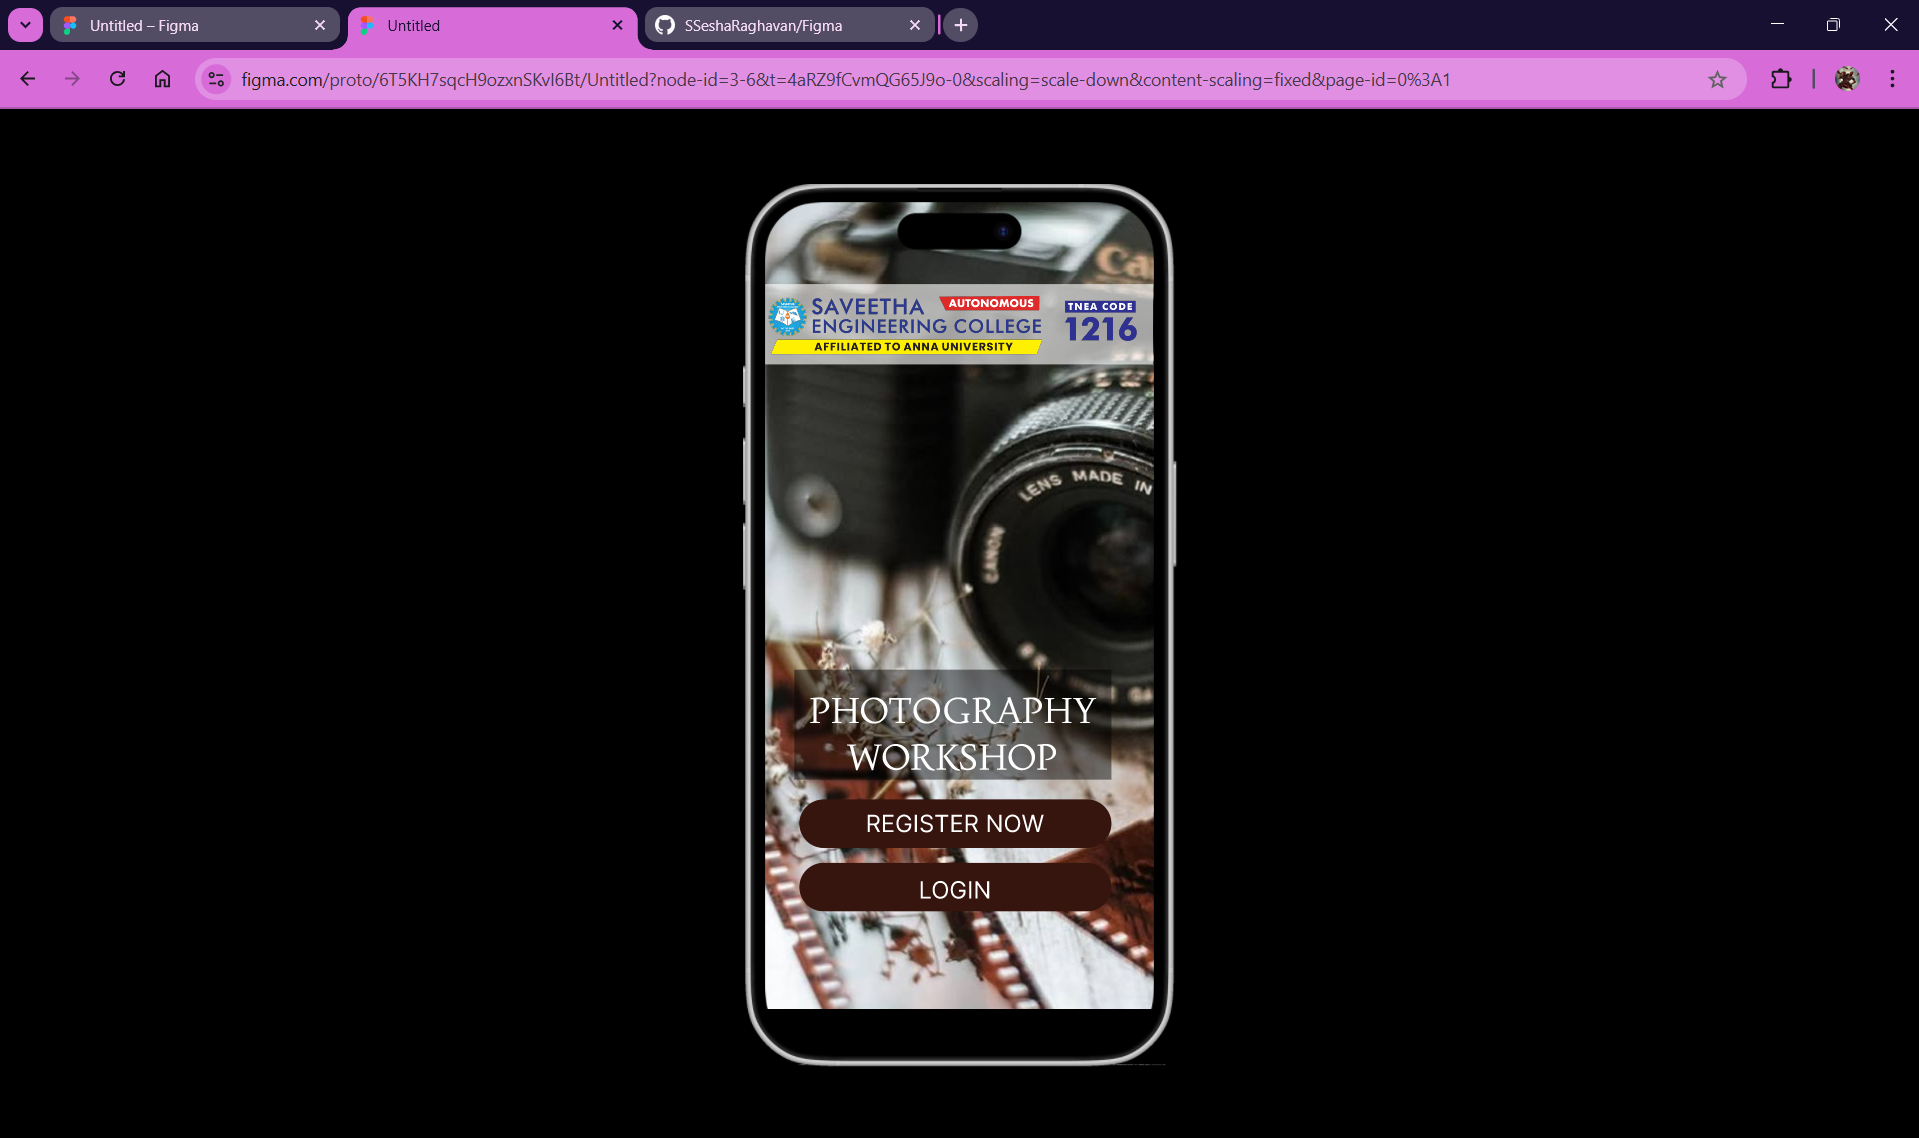 Untitled – Figma
Untitled
SSeshaRaghavan/Figma
figma.com/proto/6T5KH7sqcH9ozxnSKvI6Bt/Untitled?node-id=3-6&t=4aRZ9fCvmQG65J9o-0&scaling=scale-down&content-scaling=fixed&page-id=0%3A1
Ca
SAVEETHA
AUTONOMOUS
ENGINEERING COLLEGE
AFFILIATED TO ANNA UNIVERSITY
TNEA CODE
1216
LENS MADE IN
CANON
PHOTOGRAPHY
WORKSHOP
REGISTER NOW
LOGIN